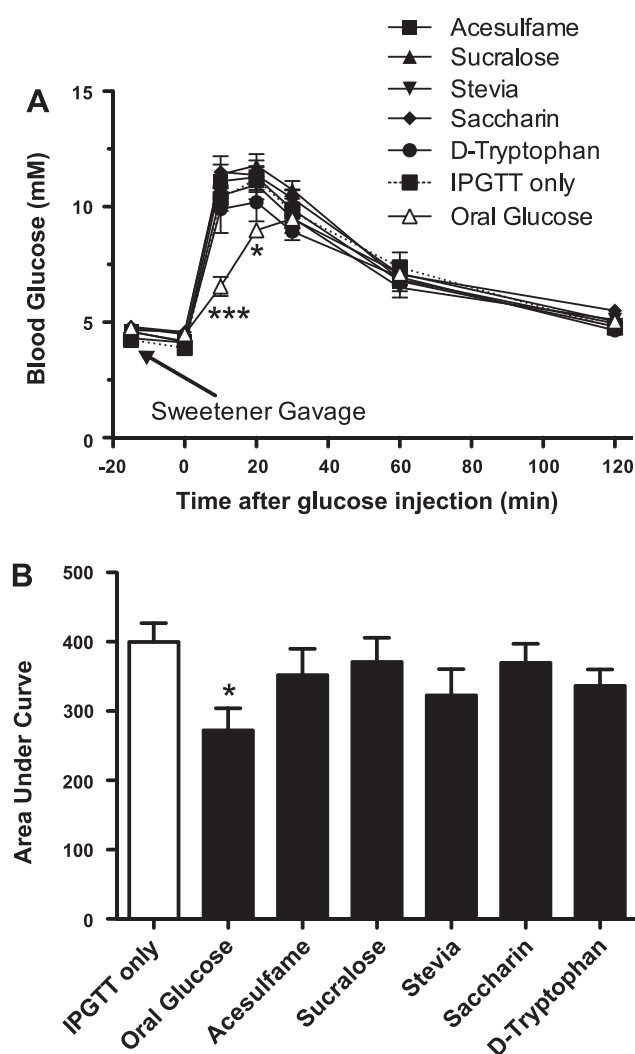 Acesulfame
Sucralose
Stevia
Saccharin
D-Tryptophan
IPGTT only
Oral Glucose
A
Blood Glucose (mM)
15
10
5
0
*
***
Sweetener Gavage
-20 0 20 40 60 80 100 120
Time after glucose injection (min)
B
Area Under Curve
500
400
300
200
100
0
*
IPGTT only
Oral Glucose
Acesulfame
Sucralose
Stevia
Saccharin
D-Tryptophan